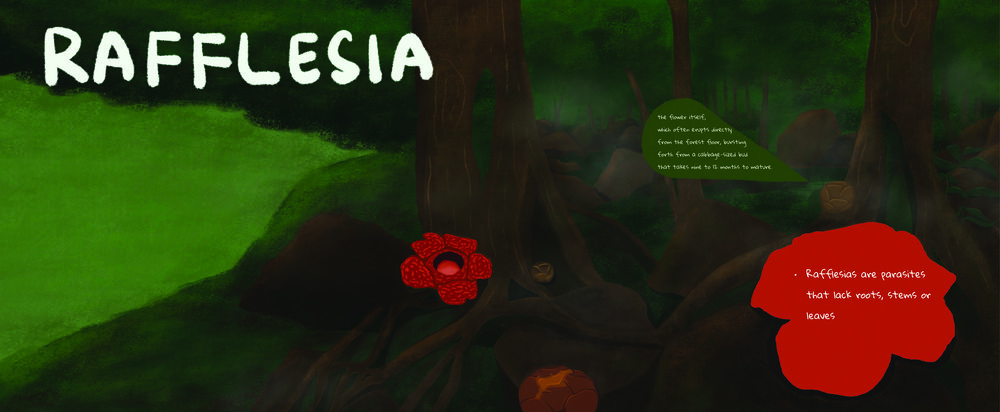 RAFFLESIA
the flower itself,
which often erupts directly
from the forest floor, bursting
forth from a cabbage-sized bud
that takes nine to 12 months to mature.
• Rafflesias are parasites
that lack roots, stems or
leaves